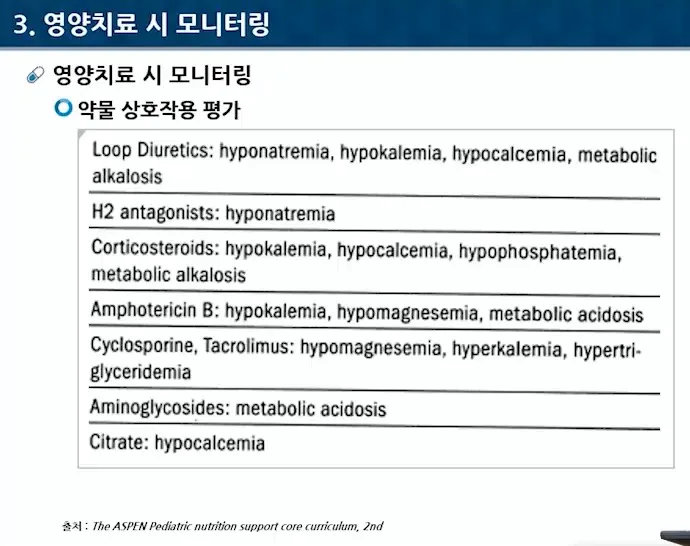 3. 영양치료 시 모니터링
영양치료 시 모니터링
약물 상호작용 평가
Loop Diuretics: hyponatremia, hypokalemia, hypocalcemia, metabolic
alkalosis
H2 antagonists: hyponatremia
Corticosteroids: hypokalemia, hypocalcemia, hypophosphatemia,
metabolic alkalosis
Amphotericin B: hypokalemia, hypomagnesemia, metabolic acidosis
Cyclosporine, Tacrolimus: hypomagnesemia, hyperkalemia, hypertri-
glyceridemia
Aminoglycosides: metabolic acidosis
Citrate: hypocalcemia
출처 : The ASPEN Pediatric nutrition support core curriculum, 2nd